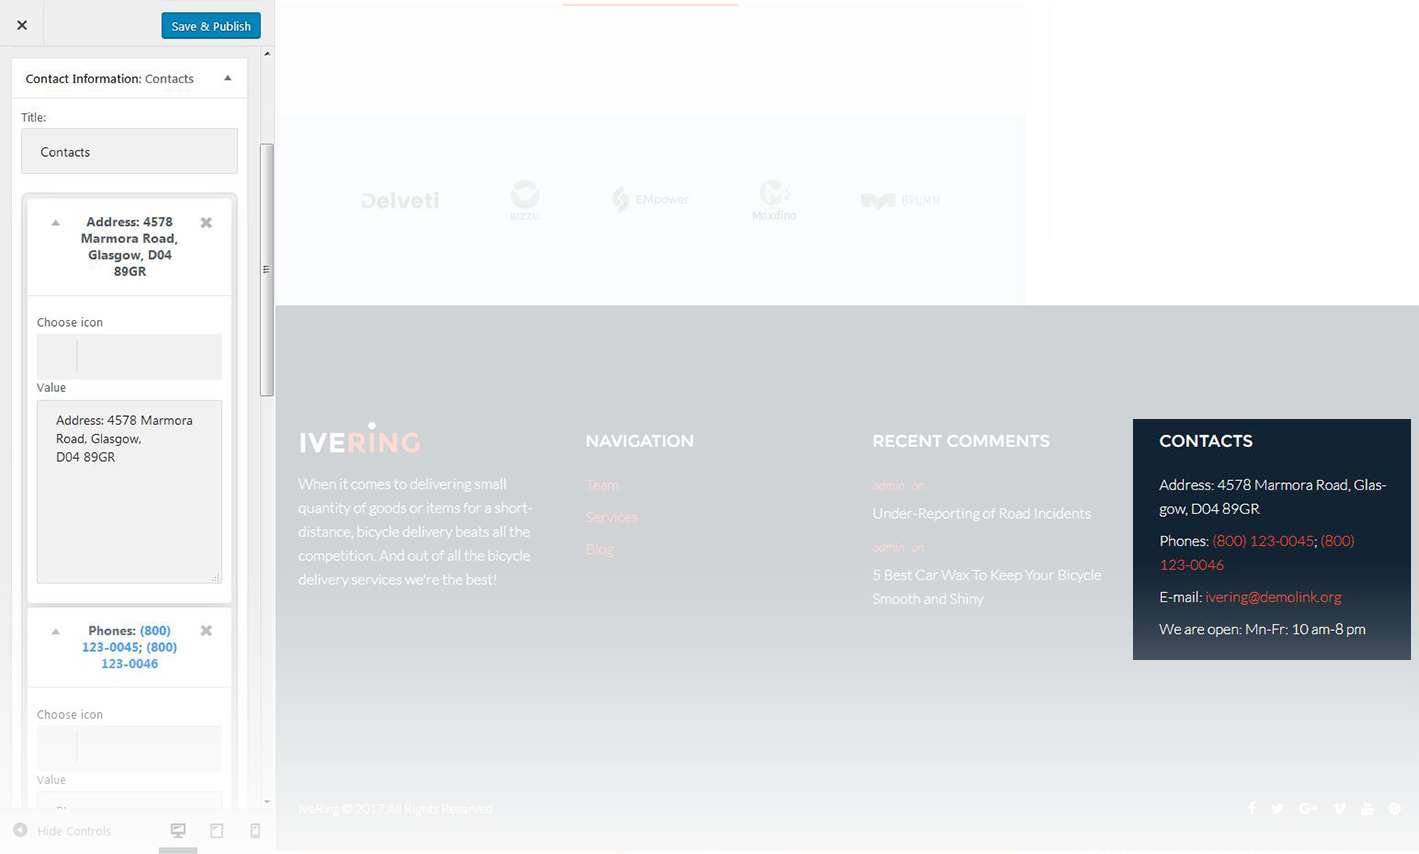 Save & Publish
Contact Information: Contacts
Title:
Contacts
Address: 4578
Marmora Road,
Glasgow, D04
89GR
Choose icon
Value
Address: 4578 Marmora
Road, Glasgow,
D04 89GR
Phones: (800)
123-0045; (800)
123-0046
Choose icon
Value
Hide Controls
Delveti
BIZZU.
EMpower
Maxdino
BRUMM
IVERING
When it comes to delivering small
quantity of goods or items for a short-
distance, bicycle delivery beats all the
competition. And out of all the bicycle
delivery services we're the best!
NAVIGATION
Team
Services
Blog
RECENT COMMENTS
admin on
Under-Reporting of Road Incidents
admin on
5 Best Car Wax To Keep Your Bicycle
Smooth and Shiny
CONTACTS
Address: 4578 Marmora Road, Glas-
gow, D04 89GR
Phones: (800) 123-0045; (800)
123-0046
E-mail: ivering@demolink.org
We are open: Mn-Fr: 10 am-8 pm
IveRing © 2017 All Rights Reserved